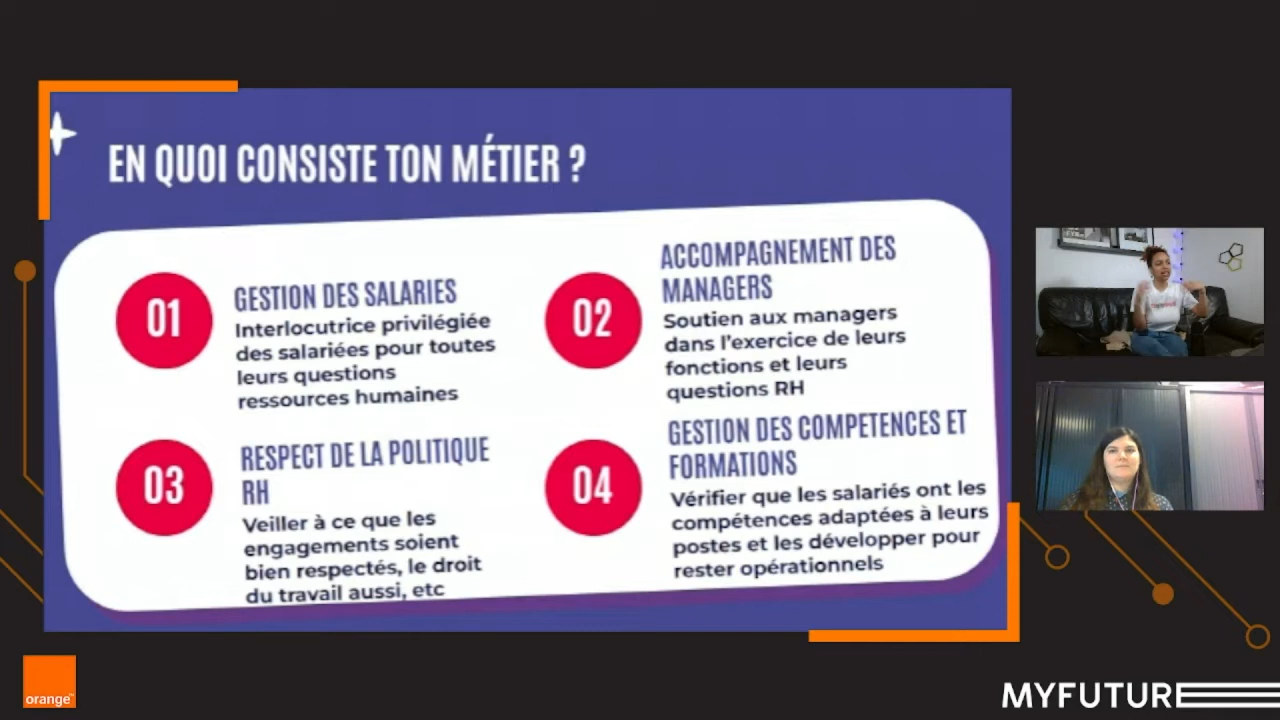 EN QUOI CONSISTE TON MÉTIER ?
01
GESTION DES SALARIES
Interlocutrice privilégiée
des salariées pour toutes
leurs questions
ressources humaines
02
ACCOMPAGNEMENT DES
MANAGERS
Soutien aux managers
dans l'exercice de leurs
fonctions et leurs
questions RH
03
RESPECT DE LA POLITIQUE
RH
Veiller à ce que les
engagements soient
bien respectés, le droit
du travail aussi, etc
04
GESTION DES COMPETENCES ET
FORMATIONS
Vérifier que les salariés ont les
compétences adaptées à leurs
postes et les développer pour
rester opérationnels
orange™
MYFUTURE